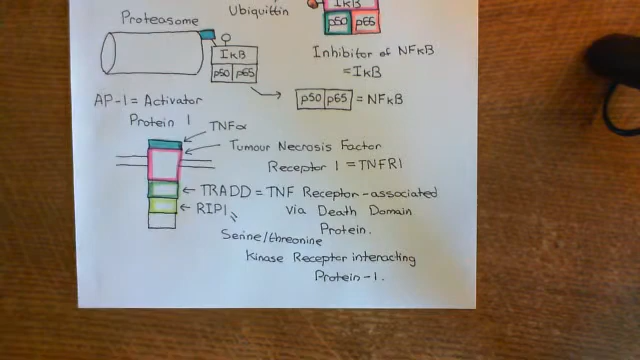 Ubiquitin
IκB
p50 p65
Proteasome
IκB
p50 p65
Inhibitor of NFκB
= IκB
p50 p65 = NFκB
AP-1 = Activator
Protein 1
TNFα
Tumour Necrosis Factor
Receptor 1 = TNFR1
TRADD = TNF Receptor-associated
via Death Domain
Protein.
RIP1
Serine/threonine
Kinase Receptor interacting
Protein-1.